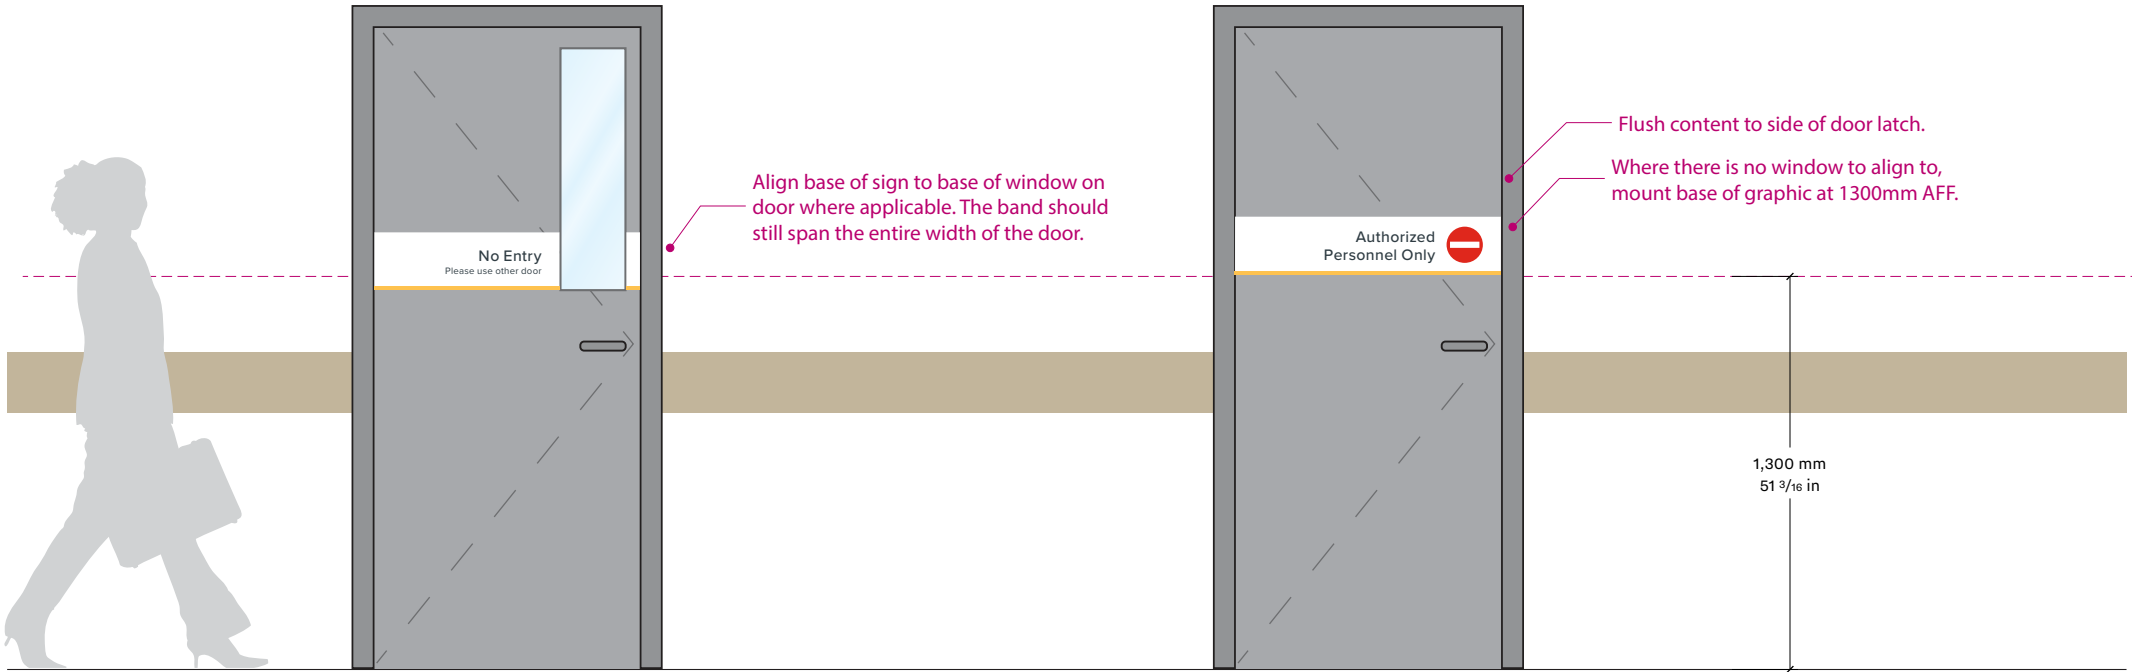 No Entry
Please use other door
Align base of sign to base of window on
door where applicable. The band should
still span the entire width of the door.
Flush content to side of door latch.
Where there is no window to align to,
mount base of graphic at 1300mm AFF.
Authorized
Personnel Only
1,300 mm
51 3/16 in